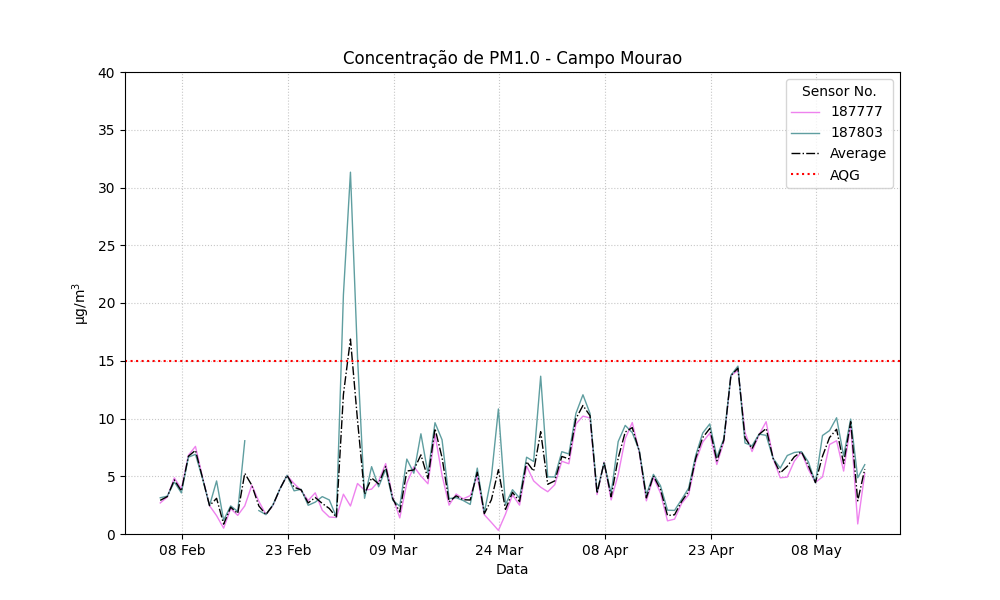 Concentração de PM1.0 - Campo Mourao
40
35
30
25
20
15
10
5
0
µg/m³
Sensor No.
187777
187803
Average
AQG
08 Feb
23 Feb
09 Mar
24 Mar
08 Apr
23 Apr
08 May
Data